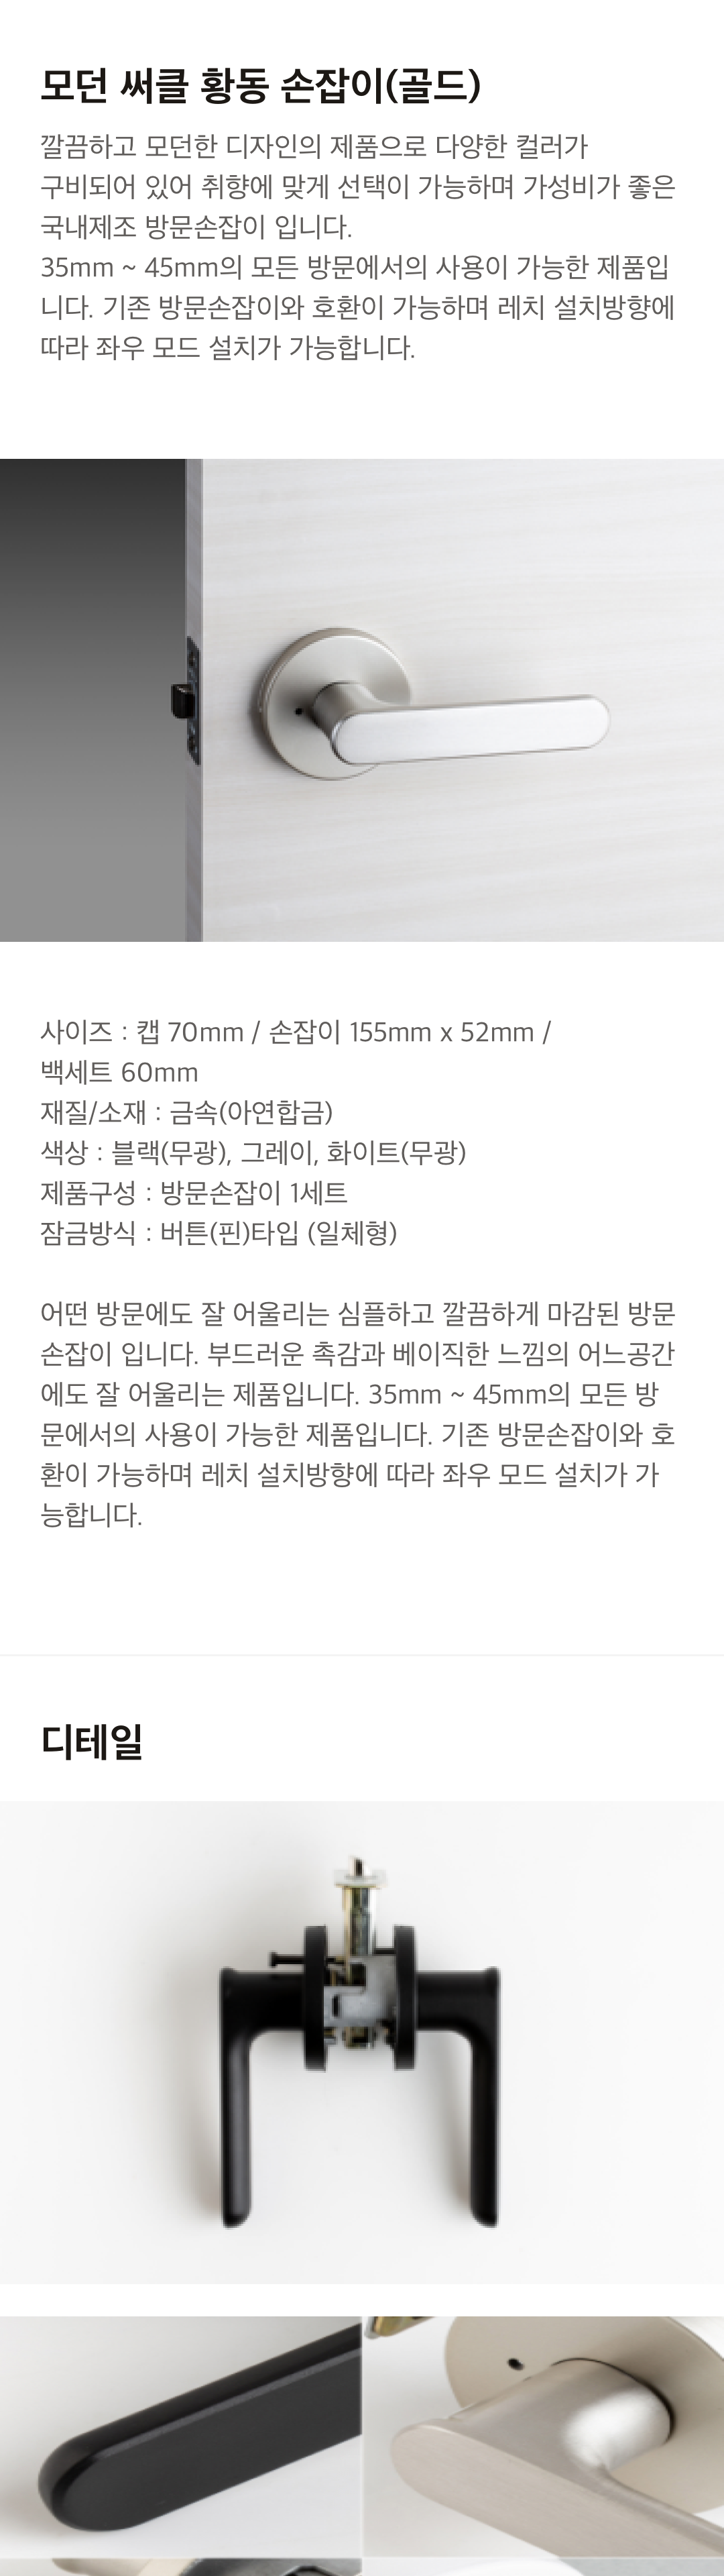 모던 써클 황동 손잡이(골드)
깔끔하고 모던한 디자인의 제품으로 다양한 컬러가
구비되어 있어 취향에 맞게 선택이 가능하며 가성비가 좋은
국내제조 방문손잡이 입니다.
35mm ~ 45mm의 모든 방문에서의 사용이 가능한 제품입
니다. 기존 방문손잡이와 호환이 가능하며 레치 설치방향에
따라 좌우 모드 설치가 가능합니다.
사이즈 : 캡 70mm / 손잡이 155mm x 52mm /
백세트 60mm
재질/소재 : 금속(아연합금)
색상 : 블랙(무광), 그레이, 화이트(무광)
제품구성 : 방문손잡이 1세트
잠금방식 : 버튼(핀)타입 (일체형)
어떤 방문에도 잘 어울리는 심플하고 깔끔하게 마감된 방문
손잡이 입니다. 부드러운 촉감과 베이직한 느낌의 어느공간
에도 잘 어울리는 제품입니다. 35mm ~ 45mm의 모든 방
문에서의 사용이 가능한 제품입니다. 기존 방문손잡이와 호
환이 가능하며 레치 설치방향에 따라 좌우 모드 설치가 가
능합니다.
디테일